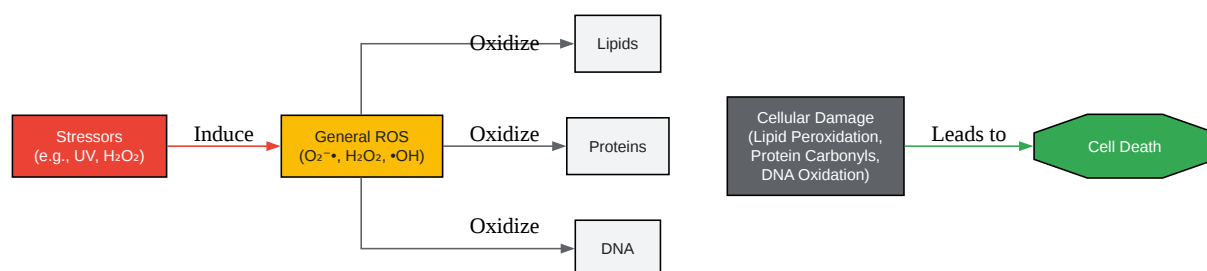 Oxidize
Lipids
Stressors
(e.g., UV, H₂O₂)
Induce
General ROS
(O₂⁻•, H₂O₂, •OH)
Oxidize
Proteins
Oxidize
DNA
Cellular Damage
(Lipid Peroxidation,
Protein Carbonyls,
DNA Oxidation)
Leads to
Cell Death